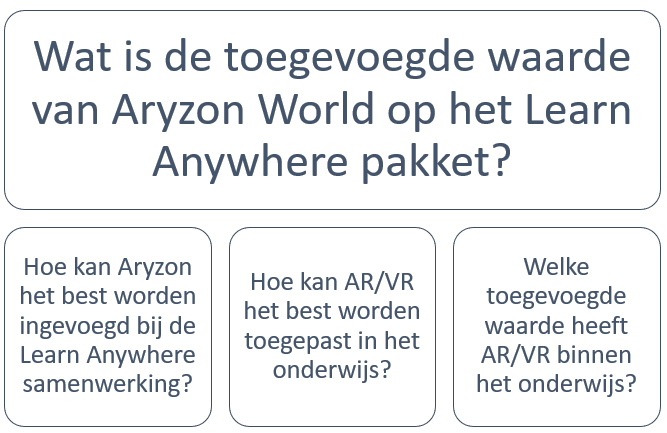 Wat is de toegevoegde waarde
van Aryzon World op het Learn
Anywhere pakket?
Hoe kan Aryzon
het best worden
ingevoegd bij de
Learn Anywhere
samenwerking?
Hoe kan AR/VR
het best worden
toegepast in het
onderwijs?
Welke
toegevoegde
waarde heeft
AR/VR binnen
het onderwijs?